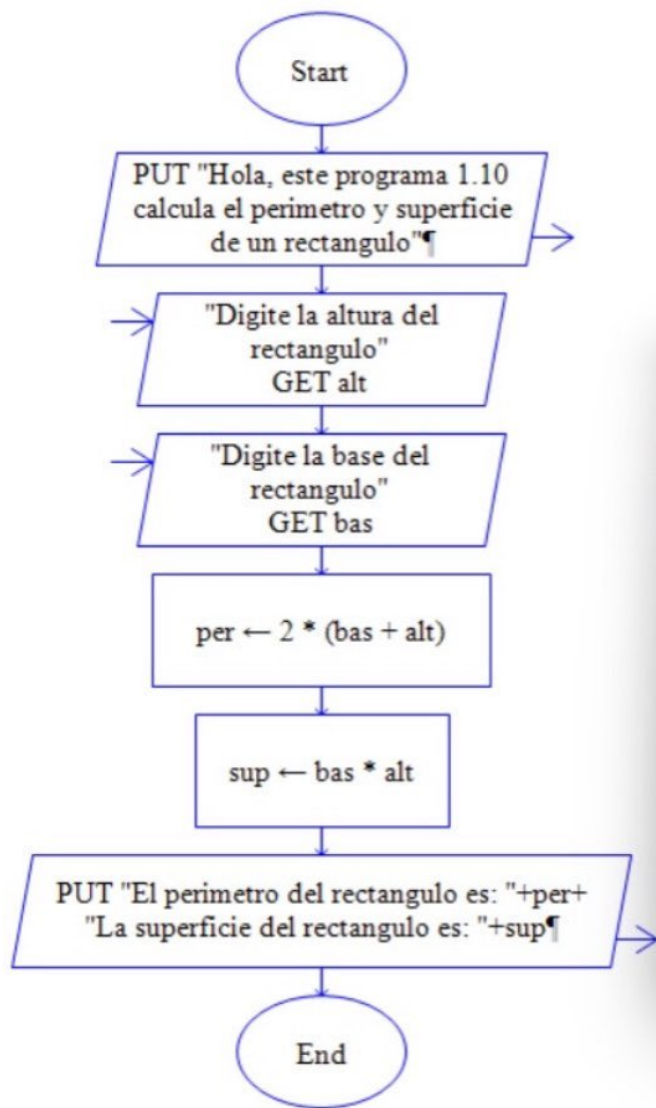 Start
PUT "Hola, este programa 1.10
calcula el perimetro y superficie
de un rectangulo"¶
"Digite la altura del
rectangulo"
GET alt
"Digite la base del
rectangulo"
GET bas
per ← 2 * (bas + alt)
sup ← bas * alt
PUT "El perimetro del rectangulo es: "+per+
"La superficie del rectangulo es: "+sup¶
End